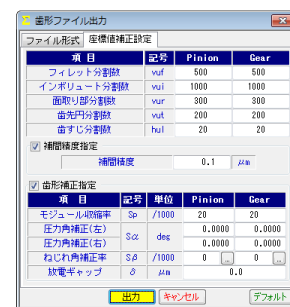 歯形ファイル出力
ファイル形式 座標値補正設定
項 目 記号 Pinion Gear
フィレット分割数 vuf 500 500
インボリュート分割数 vui 1000 1000
面取り部分割数 vur 300 300
歯先円分割数 vut 200 200
歯すじ分割数 hul 20 20
補間精度指定
補間精度 0.1 μm
歯形補正指定
項 目 記号 単位 Pinion Gear
モジュール収縮率 Sp /1000 20 20
圧力角補正(左) Sα deg 0.0000 0.0000
圧力角補正(右) 0.0000 0.0000
ねじれ角補正率 Sβ /1000 0 ... 0 ...
放電ギャップ δ μm 0.0
出力 キャンセル デフォルト